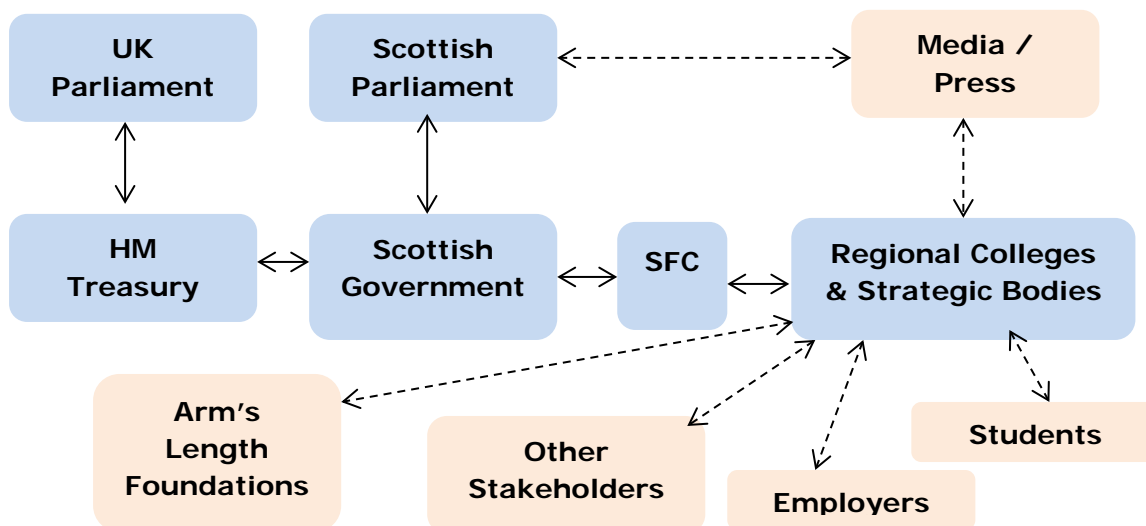 UK
Parliament
Scottish
Parliament
Media /
Press
HM
Treasury
Scottish
Government
SFC
Regional Colleges
& Strategic Bodies
Arm's
Length
Foundations
Other
Stakeholders
Employers
Students